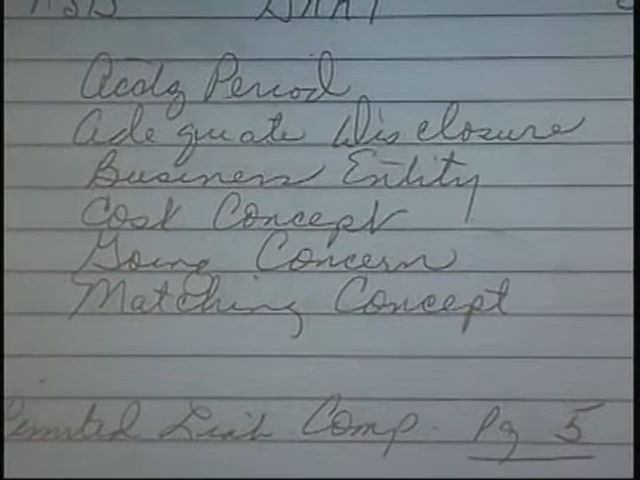 Acctg Period
Adequate Disclosure
Business Entity
Cost Concept
Going Concern
Matching Concept
Limited Liab. Comp. Pg 5